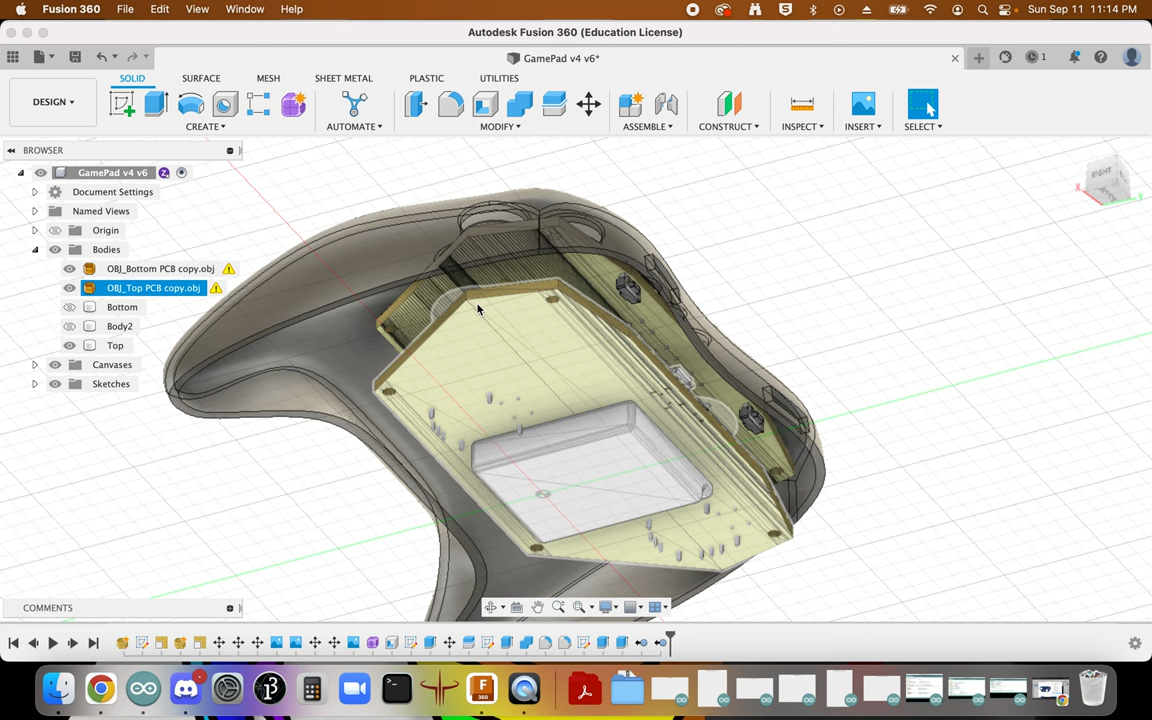 Fusion 360 File Edit View Window Help Sun Sep 11 11:14 PM
Autodesk Fusion 360 (Education License)
GamePad v4 v6* 1
SOLID SURFACE MESH SHEET METAL PLASTIC UTILITIES
DESIGN ▾
CREATE ▾ AUTOMATE ▾ MODIFY ▾ ASSEMBLE ▾ CONSTRUCT ▾ INSPECT ▾ INSERT ▾ SELECT ▾
BROWSER
GamePad v4 v6 Z
Document Settings
Named Views
Origin
Bodies
OBJ_Bottom PCB copy.obj
OBJ_Top PCB copy.obj
Bottom
Body2
Top
Canvases
Sketches
RIGHT
X
Y
COMMENTS
F
360